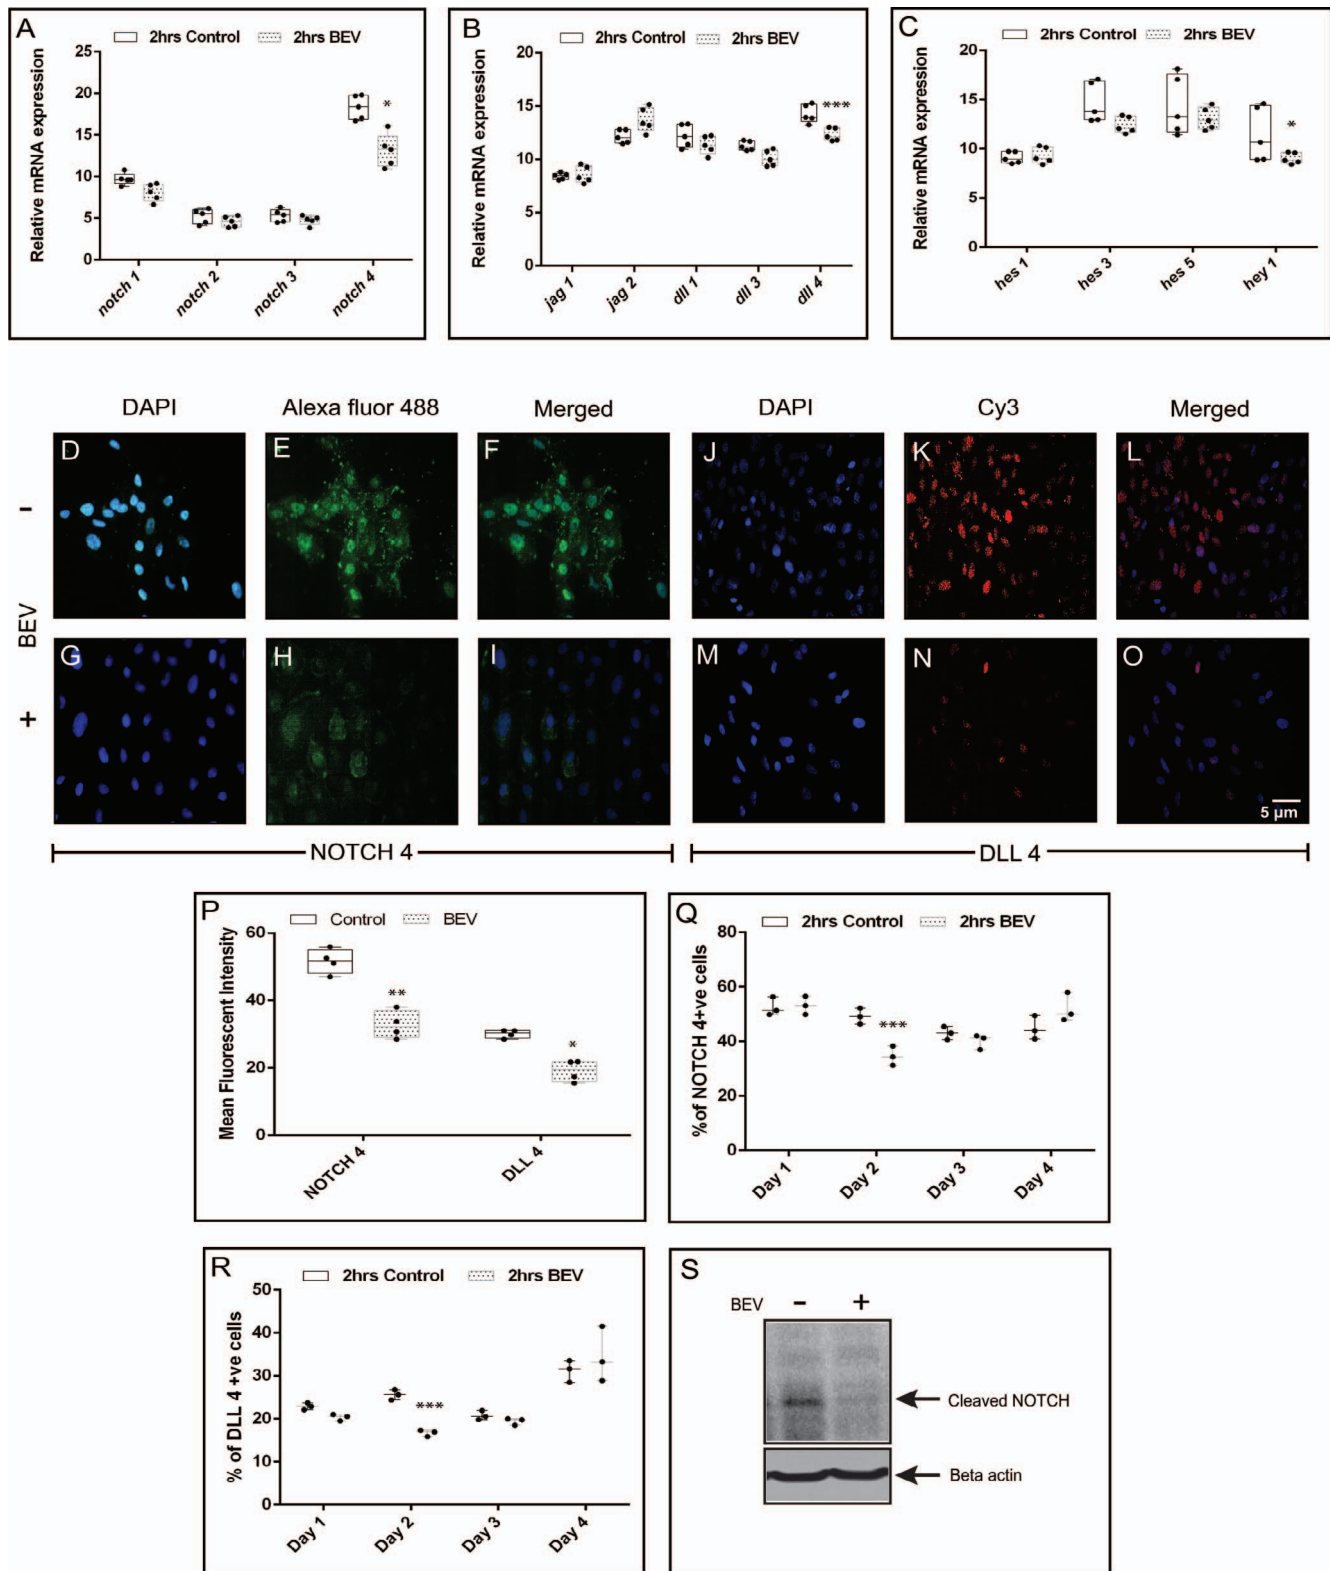 A
2hrs Control 2hrs BEV
Relative mRNA expression
25
20
15
10
5
0
*
notch 1
notch 2
notch 3
notch 4
B
2hrs Control 2hrs BEV
Relative mRNA expression
20
15
10
5
0
***
jag 1
jag 2
dll 1
dll 3
dll 4
C
2hrs Control 2hrs BEV
Relative mRNA expression
20
15
10
5
0
*
hes 1
hes 3
hes 5
hey 1
DAPI Alexa fluor 488 Merged DAPI Cy3 Merged
BEV
-
+
D E F J K L
G H I M N O
5 µm
NOTCH 4 DLL 4
P
Control BEV
Mean Fluorescent Intensity
60
40
20
0
**
*
NOTCH 4
DLL 4
Q
2hrs Control 2hrs BEV
%of NOTCH 4+ve cells
80
60
40
20
0
***
Day 1
Day 2
Day 3
Day 4
R
2hrs Control 2hrs BEV
% of DLL 4 +ve cells
50
40
30
20
10
0
***
Day 1
Day 2
Day 3
Day 4
S
BEV - +
Cleaved NOTCH
Beta actin